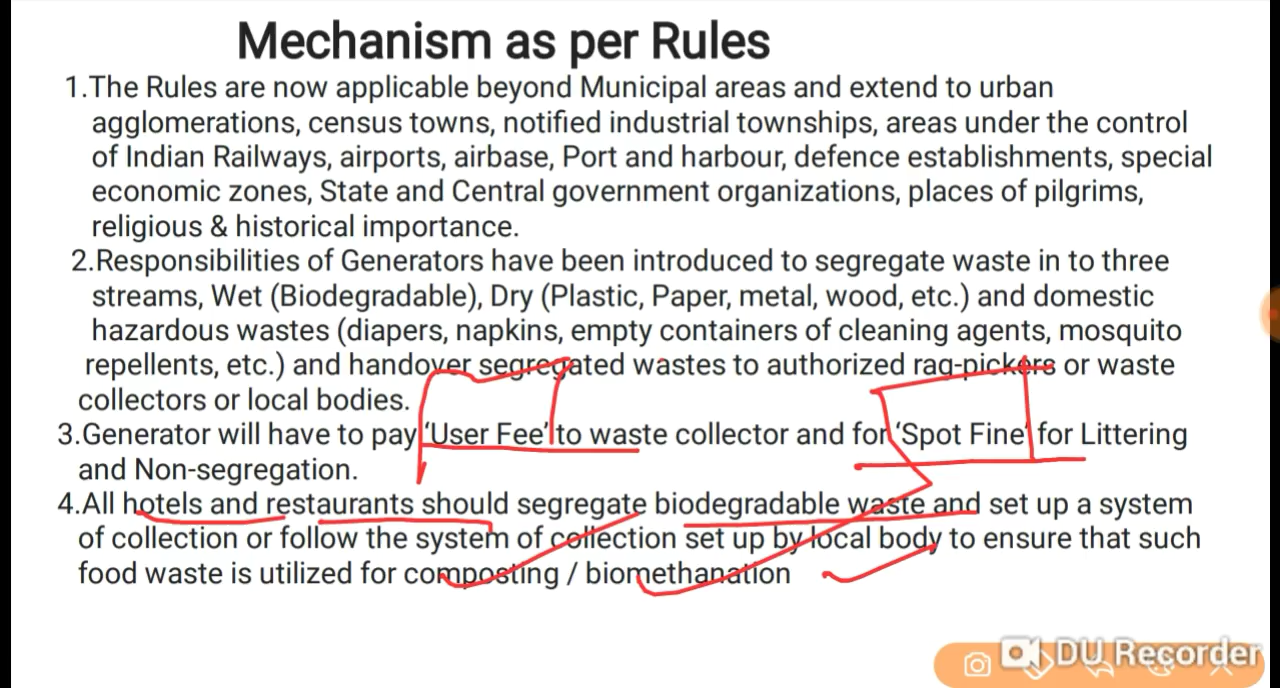 Mechanism as per Rules
1.The Rules are now applicable beyond Municipal areas and extend to urban
agglomerations, census towns, notified industrial townships, areas under the control
of Indian Railways, airports, airbase, Port and harbour, defence establishments, special
economic zones, State and Central government organizations, places of pilgrims,
religious & historical importance.
2.Responsibilities of Generators have been introduced to segregate waste in to three
streams, Wet (Biodegradable), Dry (Plastic, Paper, metal, wood, etc.) and domestic
hazardous wastes (diapers, napkins, empty containers of cleaning agents, mosquito
repellents, etc.) and handover segregated wastes to authorized rag-pickers or waste
collectors or local bodies.
3.Generator will have to pay ‘User Fee’ to waste collector and for ‘Spot Fine’ for Littering
and Non-segregation.
4.All hotels and restaurants should segregate biodegradable waste and set up a system
of collection or follow the system of collection set up by local body to ensure that such
food waste is utilized for composting / biomethanation
DU Recorder